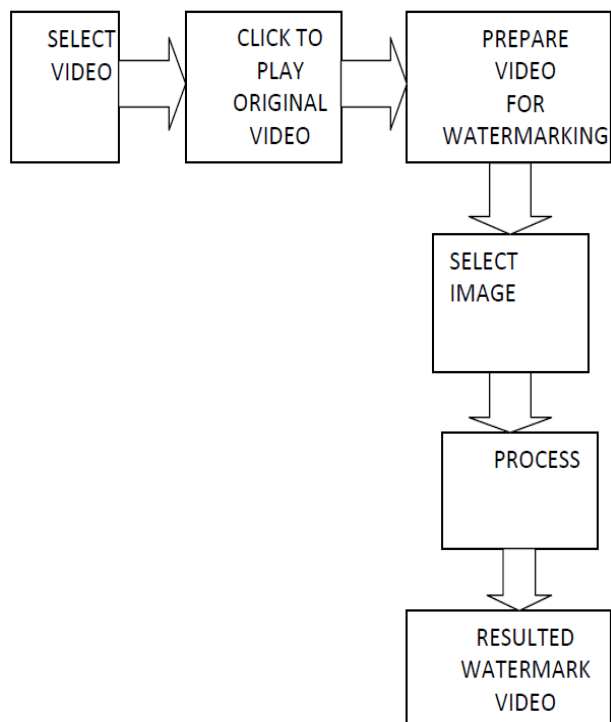 SELECT
VIDEO
CLICK TO
PLAY
ORIGINAL
VIDEO
PREPARE
VIDEO
FOR
WATERMARKING
SELECT
IMAGE
PROCESS
RESULTED
WATERMARK
VIDEO